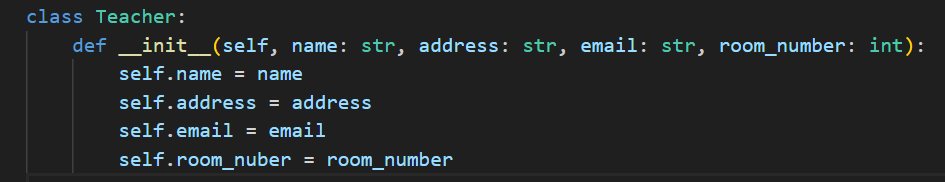 class Teacher:
    def __init__(self, name: str, address: str, email: str, room_number: int):
        self.name = name
        self.address = address
        self.email = email
        self.room_nuber = room_number